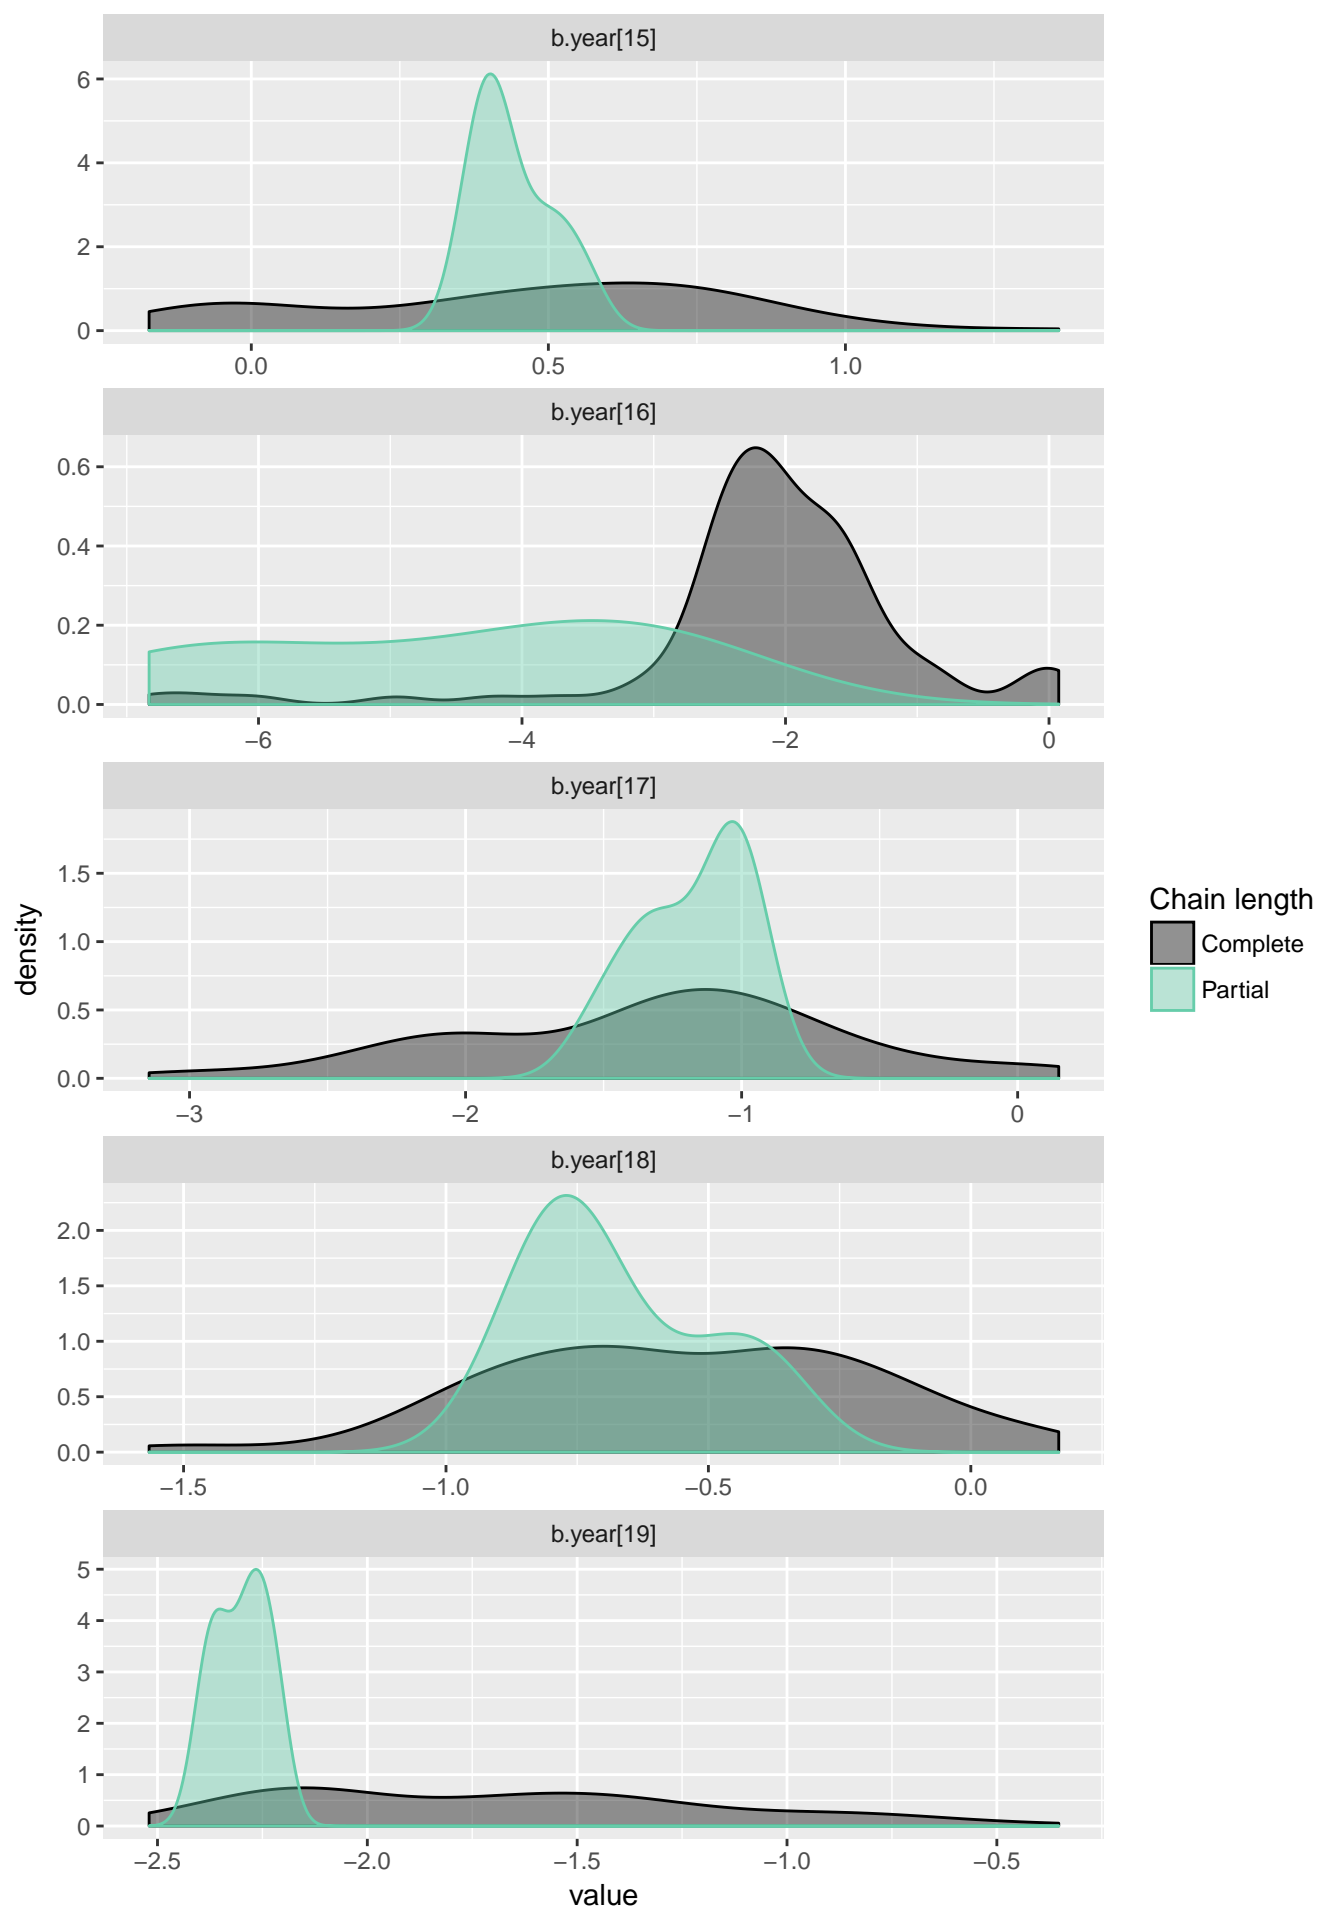 b.year[15]
6
4
2
0
0.0 0.5 1.0
b.year[16]
0.6
0.4
0.2
0.0
−6 −4 −2 0
b.year[17]
1.5
1.0
0.5
0.0
−3 −2 −1 0
b.year[18]
2.0
1.5
1.0
0.5
0.0
−1.5 −1.0 −0.5 0.0
b.year[19]
5
4
3
2
1
0
−2.5 −2.0 −1.5 −1.0 −0.5
value
density
Chain length
Complete
Partial